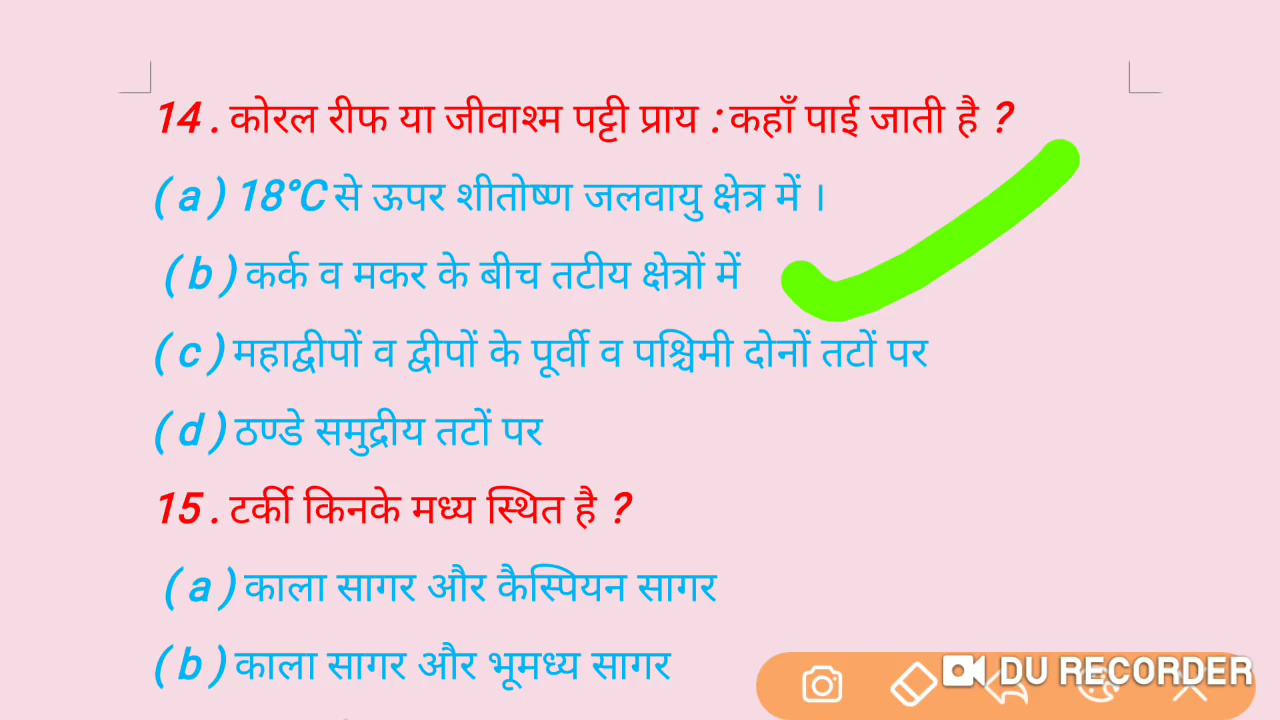 14 . कोरल रीफ या जीवाश्म पट्टी प्राय : कहाँ पाई जाती है ?
( a ) 18°C से ऊपर शीतोष्ण जलवायु क्षेत्र में ।
( b ) कर्क व मकर के बीच तटीय क्षेत्रों में
( c ) महाद्वीपों व द्वीपों के पूर्वी व पश्चिमी दोनों तटों पर
( d ) ठण्डे समुद्रीय तटों पर
15 . टर्की किनके मध्य स्थित है ?
( a ) काला सागर और कैस्पियन सागर
( b ) काला सागर और भूमध्य सागर
DU RECORDER